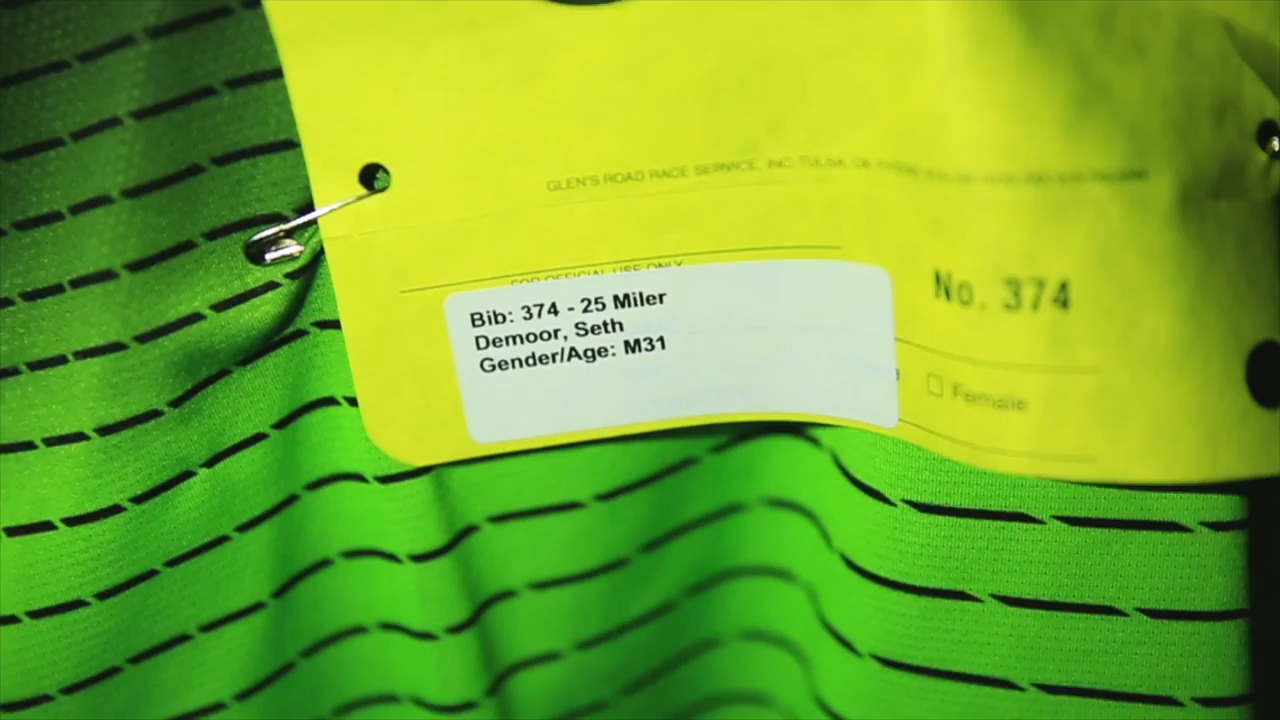 GLEN'S ROAD RACE SERVICE, INC. TULSA, OK
FOR OFFICIAL USE ONLY
Bib: 374 - 25 Miler
Demoor, Seth
Gender/Age: M31
No. 374
Female